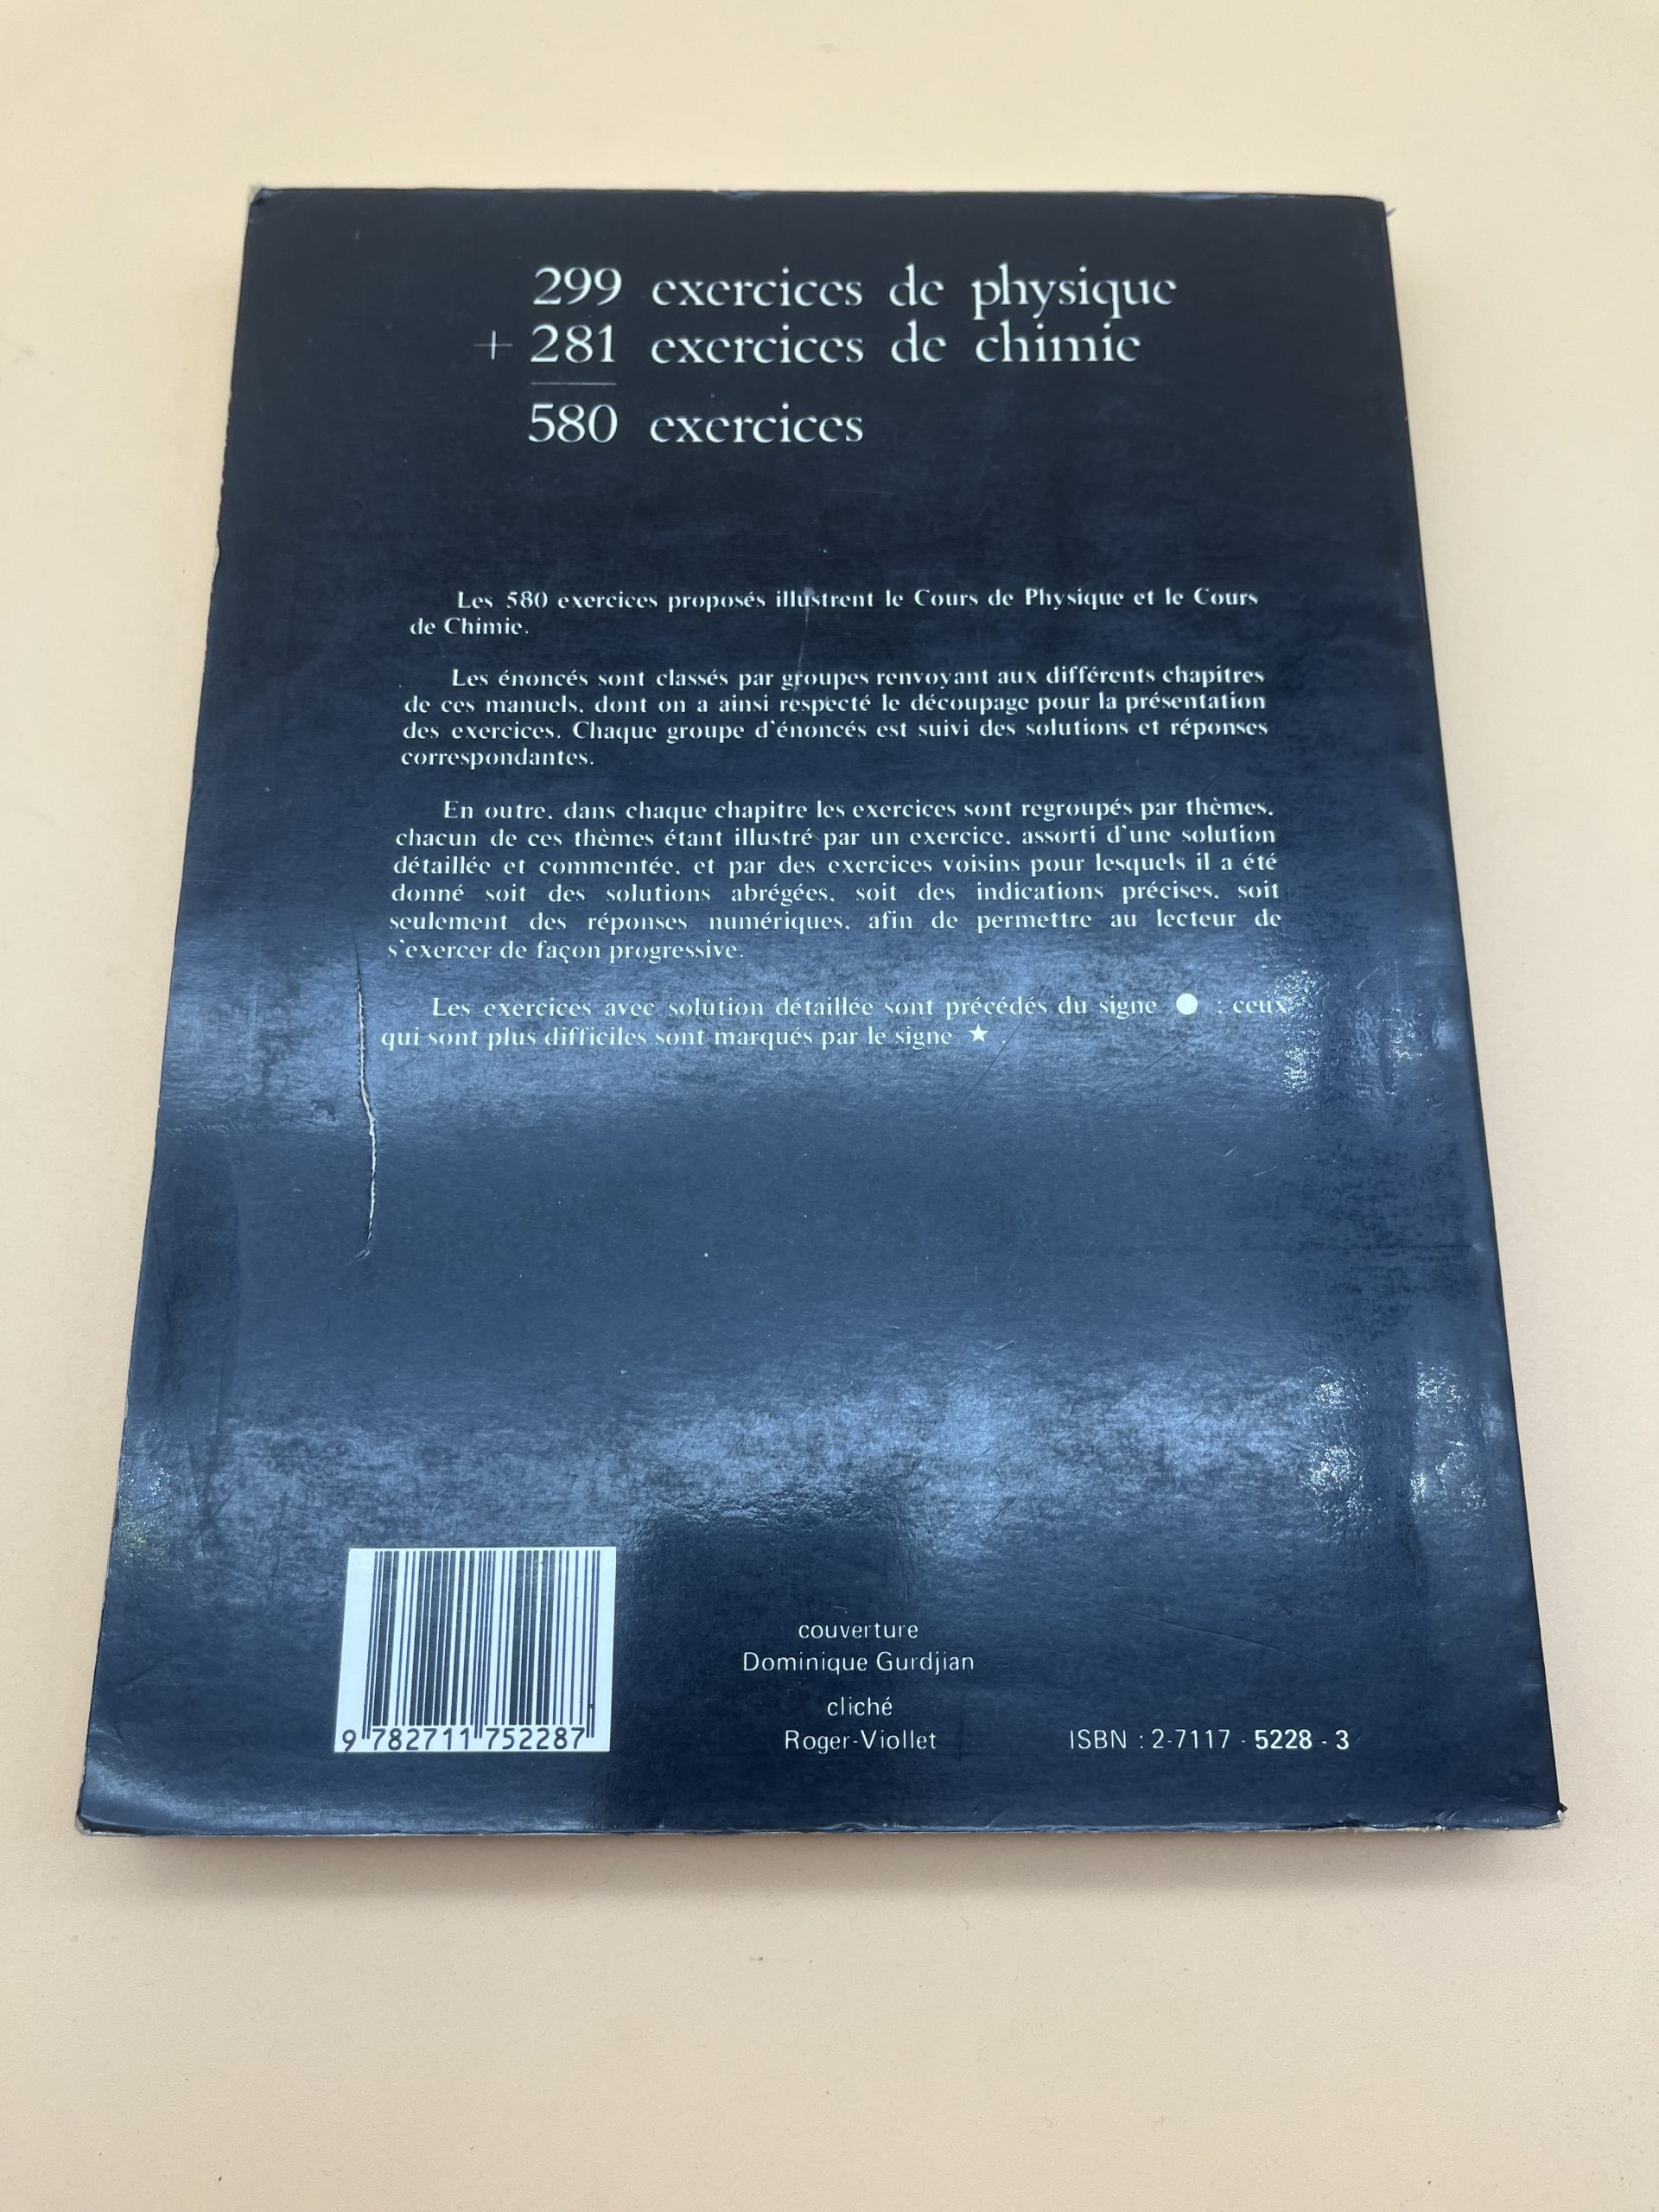 299 exercices de physique
+ 281 exercices de chimie
580 exercices
Les 580 exercices proposés illustrent le Cours de Physique et le Cours
de Chimie.
Les énoncés sont classés par groupes renvoyant aux différents chapitres
de ces manuels, dont on a ainsi respecté le découpage pour la présentation
des exercices. Chaque groupe d'énoncés est suivi des solutions et réponses
correspondantes.
En outre, dans chaque chapitre les exercices sont regroupés par thèmes,
chacun de ces thèmes étant illustré par un exercice, assorti d'une solution
détaillée et commentée, et par des exercices voisins pour lesquels il a été
donné soit des solutions abrégées, soit des indications précises, soit
seulement des réponses numériques, afin de permettre au lecteur de
s'exercer de façon progressive.
Les exercices avec solution détaillée sont précédés du signe ● ; ceux
qui sont plus difficiles sont marqués par le signe ★ .
couverture
Dominique Gurdjian
cliché
Roger-Viollet
ISBN : 2-7117-5228-3
9 782711 752287